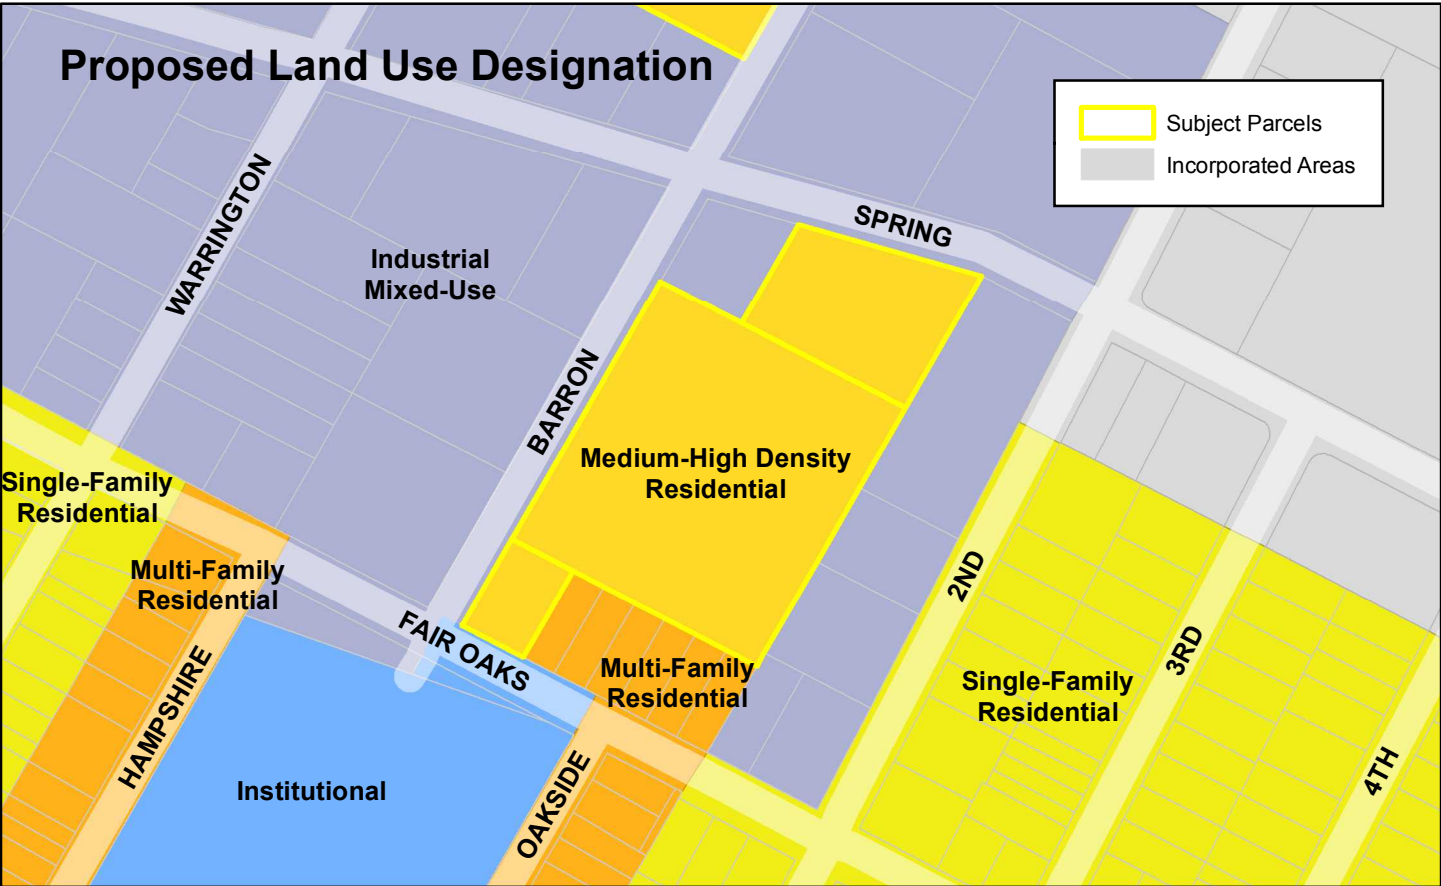 Proposed Land Use Designation
Subject Parcels
Incorporated Areas
WARRINGTON
SPRING
Industrial
Mixed-Use
BARRON
Medium-High Density
Residential
Single-Family
Residential
Multi-Family
Residential
2ND
FAIR OAKS
3RD
HAMPSHIRE
Multi-Family
Residential
Single-Family
Residential
4TH
Institutional
OAKSIDE